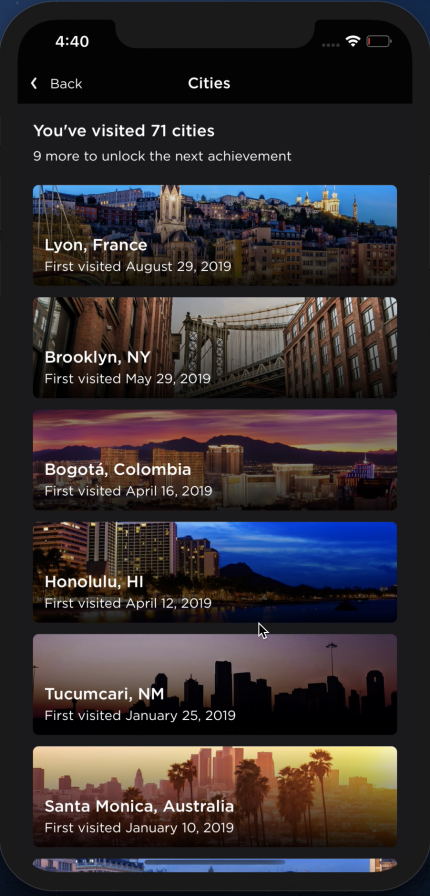 4:40
Back
Cities
You've visited 71 cities
9 more to unlock the next achievement
Lyon, France
First visited August 29, 2019
Brooklyn, NY
First visited May 29, 2019
Bogotá, Colombia
First visited April 16, 2019
Honolulu, HI
First visited April 12, 2019
Tucumcari, NM
First visited January 25, 2019
Santa Monica, Australia
First visited January 10, 2019